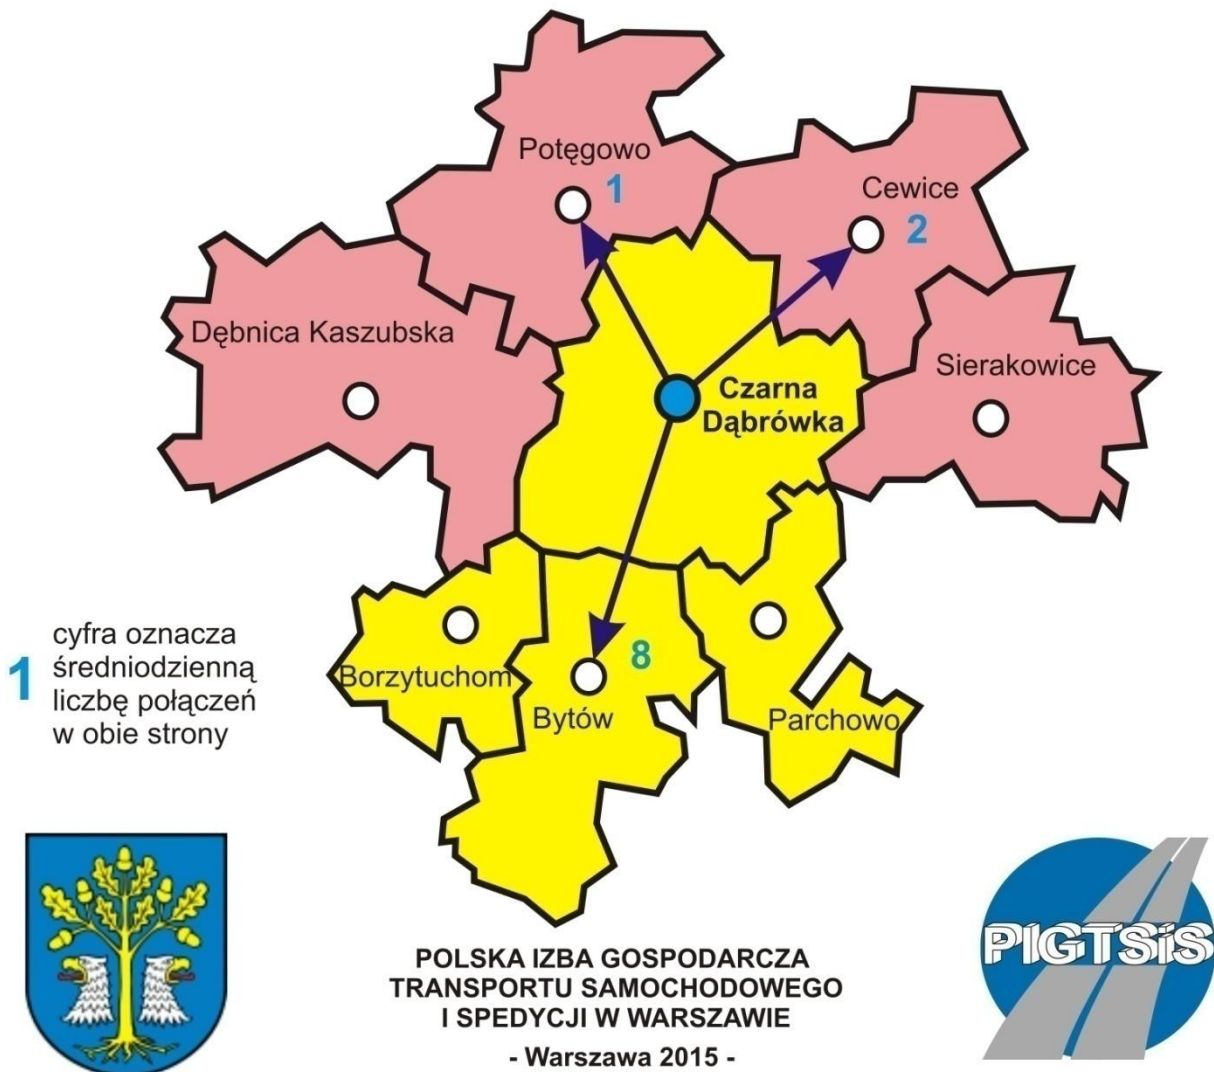 Potęgowo
1
Cewice
2
Dębnica Kaszubska
Sierakowice
Czarna
Dąbrówka
Borzytuchom
8
Bytów
Parchowo
1
cyfra oznacza
średniodzienną
liczbę połączeń
w obie strony
POLSKA IZBA GOSPODARCZA
TRANSPORTU SAMOCHODOWEGO
I SPEDYCJI W WARSZAWIE
- Warszawa 2015 -
PIGTSiS